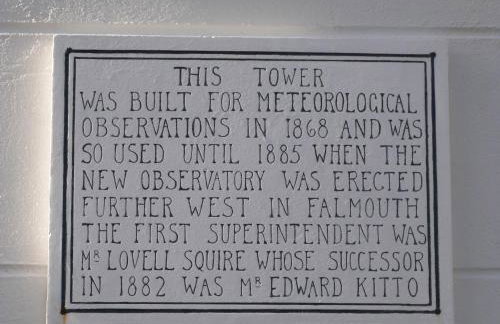 THIS TOWER
WAS BUILT FOR METEOROLOGICAL
OBSERVATIONS IN 1868 AND WAS
SO USED UNTIL 1885 WHEN THE
NEW OBSERVATORY WAS ERECTED
FURTHER WEST IN FALMOUTH
THE FIRST SUPERINTENDENT WAS
MR LOVELL SQUIRE WHOSE SUCCESSOR
IN 1882 WAS MR EDWARD KITTO